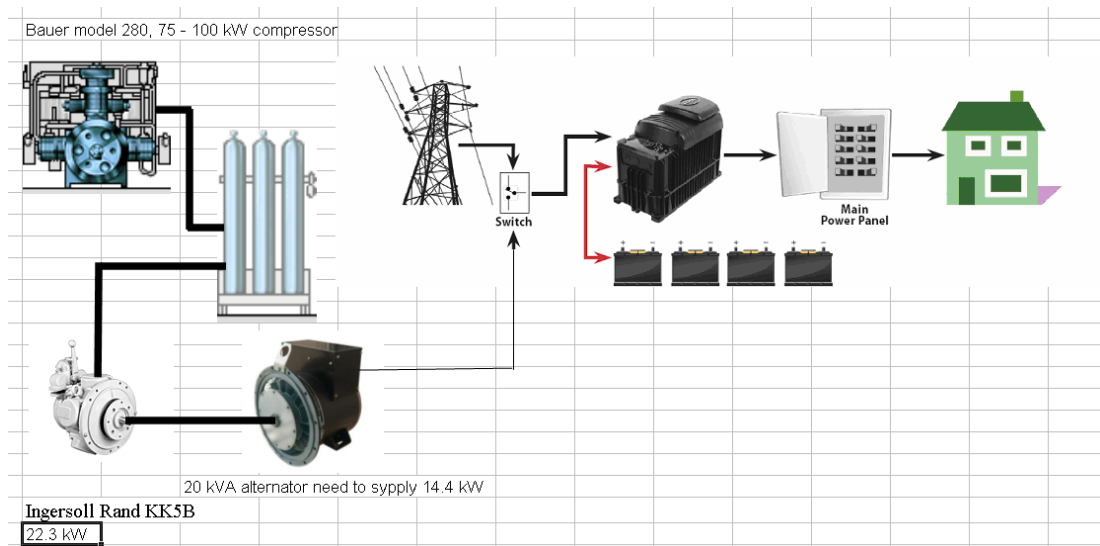 Bauer model 280, 75 - 100 kW compressor
Switch
Main
Power Panel
20 kVA alternator need to sypply 14.4 kW
Ingersoll Rand KK5B
22.3 kW